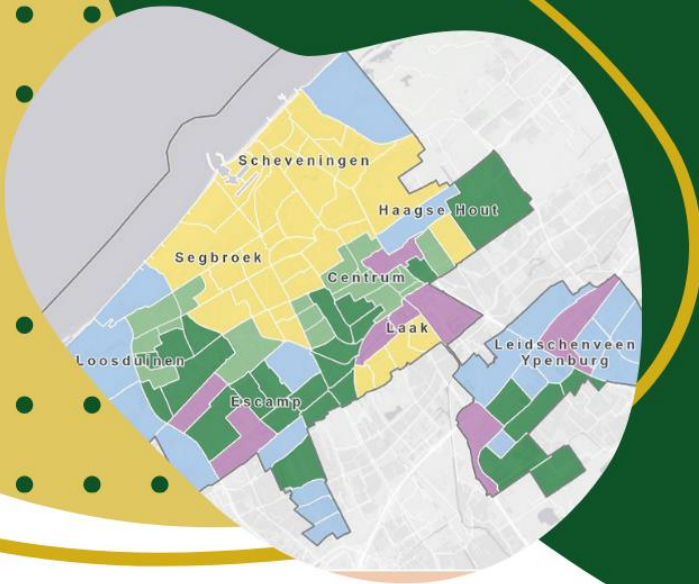 Scheveningen
Haagse Hout
Segbroek
Centrum
Laak
Leidschenveen
Ypenburg
Loosduinen
Escamp